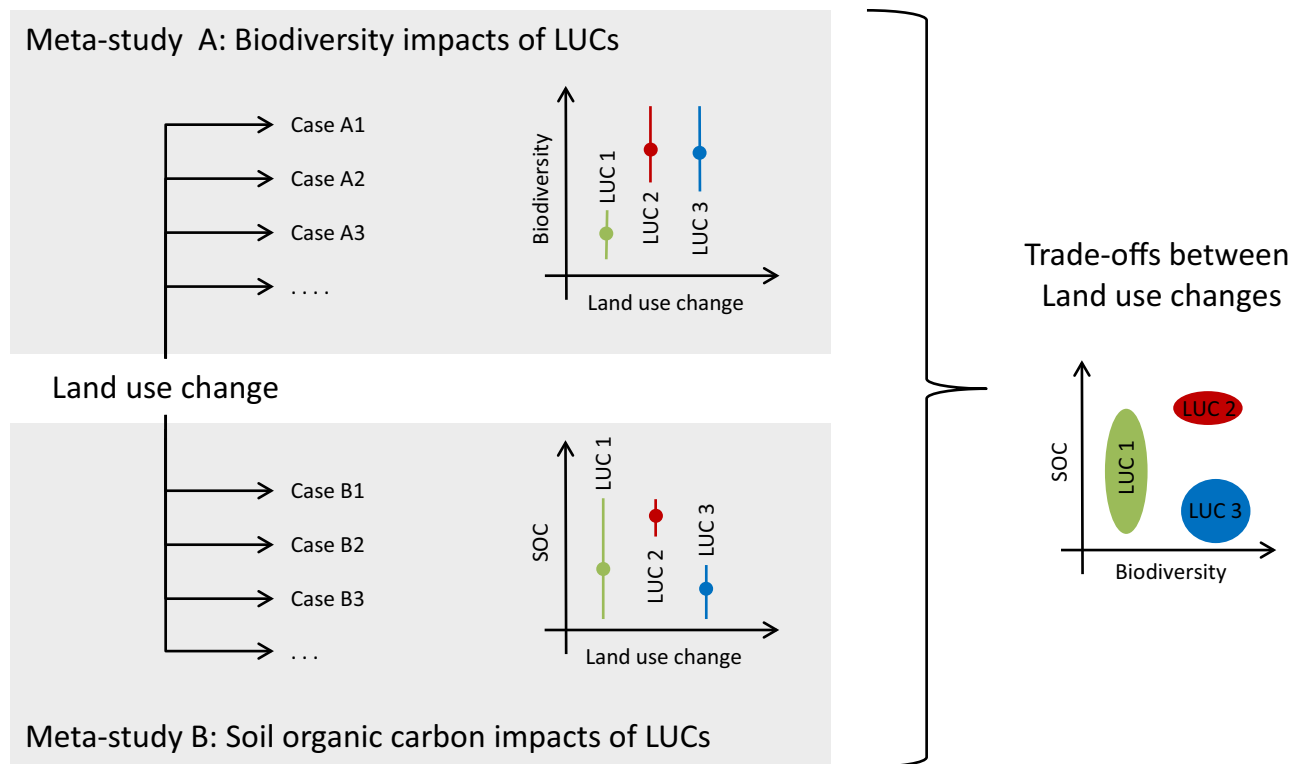 Meta-study A: Biodiversity impacts of LUCs
Case A1
Case A2
Case A3
. . . .
Biodiversity
LUC 1
LUC 2
LUC 3
Land use change
Land use change
Case B1
Case B2
Case B3
. . .
SOC
LUC 1
LUC 2
LUC 3
Land use change
Meta-study B: Soil organic carbon impacts of LUCs
Trade-offs between
Land use changes
SOC
LUC 1
LUC 2
LUC 3
Biodiversity